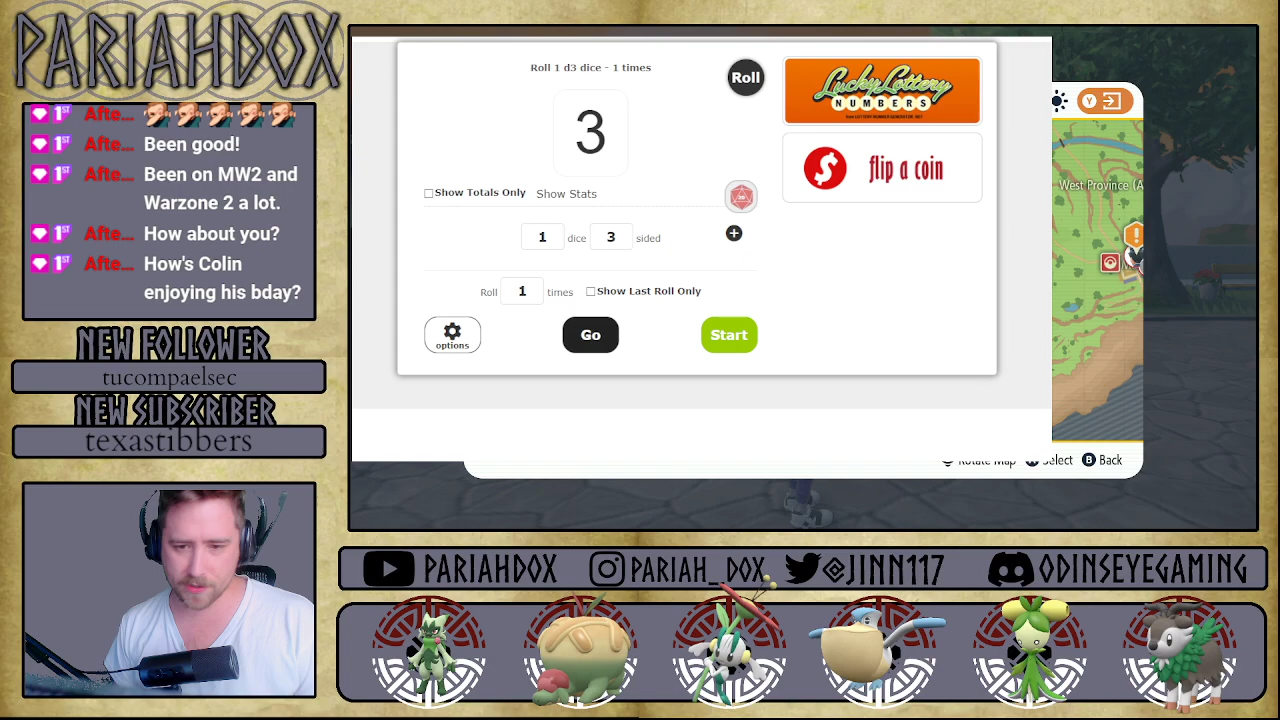 PARIAHDOX
1ST Afte...
1ST Afte... Been good!
1ST Afte... Been on MW2 and
Warzone 2 a lot.
1ST Afte... How about you?
1ST Afte... How's Colin
enjoying his bday?
NEW FOLLOWER
tucompaelsec
NEW SUBSCRIBER
texastibbers
Roll 1 d3 dice - 1 times
Roll
3
Show Totals Only Show Stats
1 dice 3 sided
Roll 1 times Show Last Roll Only
options
Go
Start
Lucky Lottery
NUMBERS
$ flip a coin
Y
West Province (A
Rotate Map Select B Back
PARIAHDOX PARIAH_DOX @JINN117 ODINSEYEGAMING